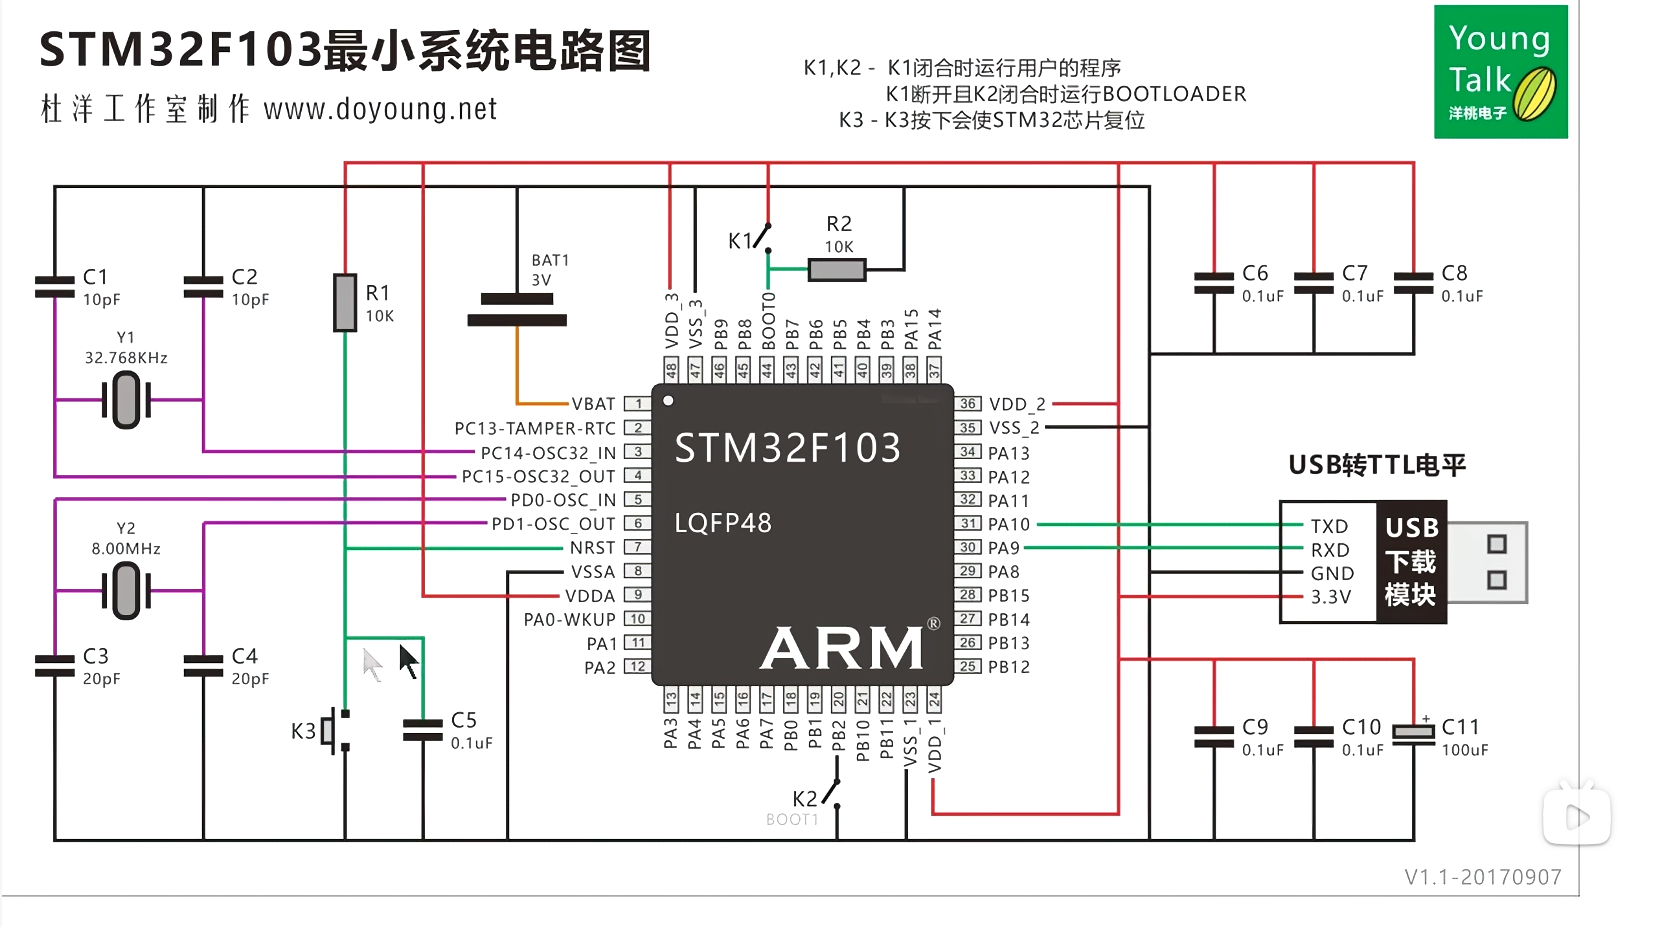 STM32F103最小系统电路图
杜洋工作室制作 www.doyoung.net
K1,K2 - K1闭合时运行用户的程序
K1断开且K2闭合时运行BOOTLOADER
K3 - K3按下会使STM32芯片复位
Young
Talk
洋桃电子
C1
10pF
C2
10pF
Y1
32.768KHz
R1
10K
BAT1
3V
K1
R2
10K
C6
0.1uF
C7
0.1uF
C8
0.1uF
VDD_3
VSS_3
PB9
PB8
BOOT0
PB7
PB6
PB5
PB4
PB3
PA15
PA14
48
47
46
45
44
43
42
41
40
39
38
37
VBAT 1
PC13-TAMPER-RTC 2
PC14-OSC32_IN 3
PC15-OSC32_OUT 4
PD0-OSC_IN 5
PD1-OSC_OUT 6
NRST 7
VSSA 8
VDDA 9
PA0-WKUP 10
PA1 11
PA2 12
STM32F103
LQFP48
ARM®
36 VDD_2
35 VSS_2
34 PA13
33 PA12
32 PA11
31 PA10
30 PA9
29 PA8
28 PB15
27 PB14
26 PB13
25 PB12
USB转TTL电平
TXD
RXD
GND
3.3V
USB
下载
模块
Y2
8.00MHz
C3
20pF
C4
20pF
K3
C5
0.1uF
13
14
15
16
17
18
19
20
21
22
23
24
PA3
PA4
PA5
PA6
PA7
PB0
PB1
PB2
PB10
PB11
VSS_1
VDD_1
K2
BOOT1
C9
0.1uF
C10
0.1uF
+
C11
100uF
V1.1-20170907